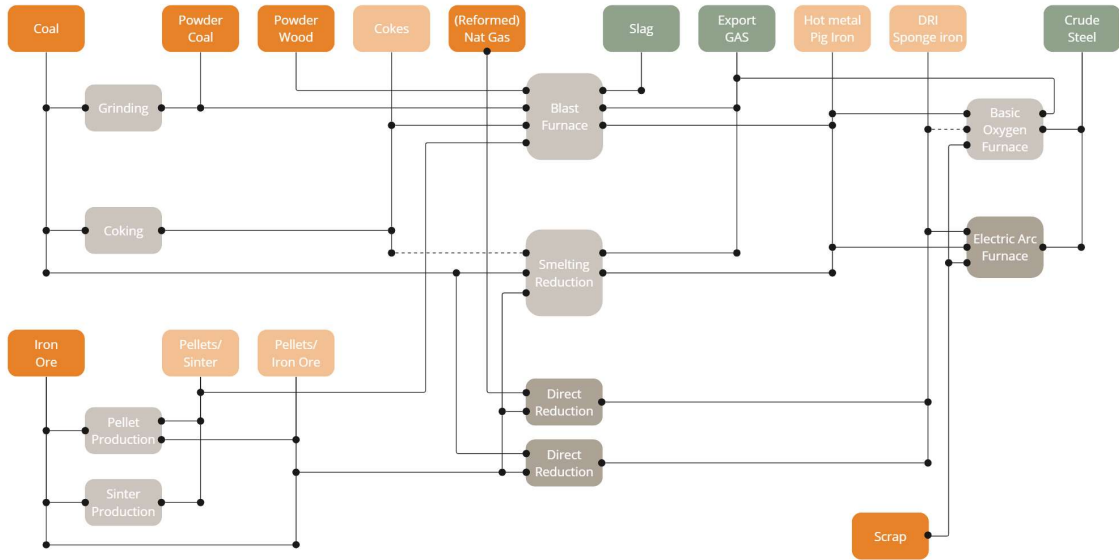 Coal
Powder
Coal
Powder
Wood
Cokes
(Reformed)
Nat Gas
Slag
Export
GAS
Hot metal
Pig Iron
DRI
Sponge iron
Crude
Steel
Grinding
Blast
Furnace
Basic
Oxygen
Furnace
Coking
Smelting
Reduction
Electric Arc
Furnace
Iron
Ore
Pellets/
Sinter
Pellets/
Iron Ore
Direct
Reduction
Pellet
Production
Direct
Reduction
Sinter
Production
Scrap